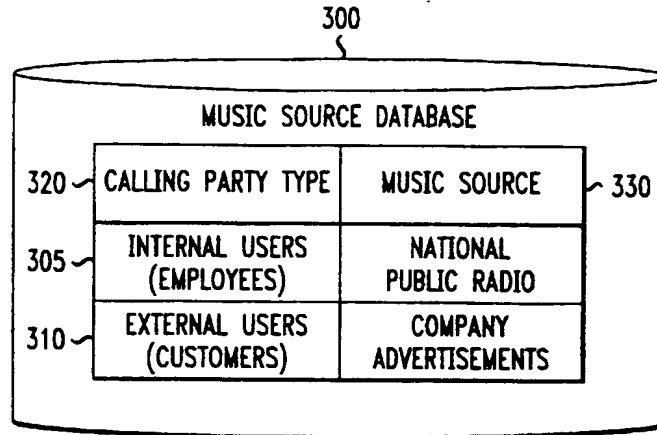 300
MUSIC SOURCE DATABASE
320 CALLING PARTY TYPE MUSIC SOURCE 330
305 INTERNAL USERS (EMPLOYEES) NATIONAL PUBLIC RADIO
310 EXTERNAL USERS (CUSTOMERS) COMPANY ADVERTISEMENTS